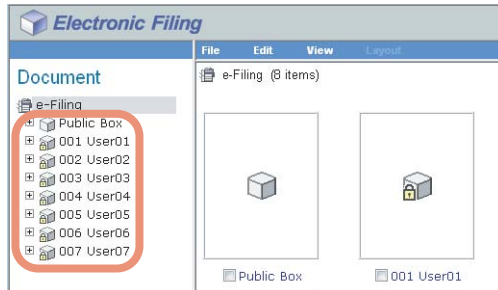 Electronic Filing
File Edit View Layout
Document
e-Filing (8 items)
e-Filing
Public Box
001 User01
002 User02
003 User03
004 User04
005 User05
006 User06
007 User07
Public Box 001 User01